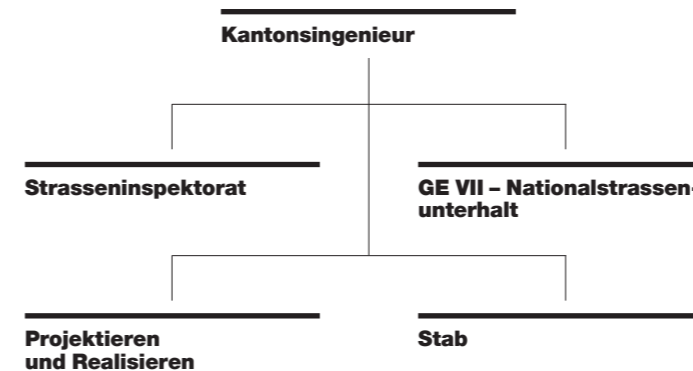 Kantonsingenieur
Strasseninspektorat
GE VII – Nationalstrassen-
unterhalt
Projektieren
und Realisieren
Stab